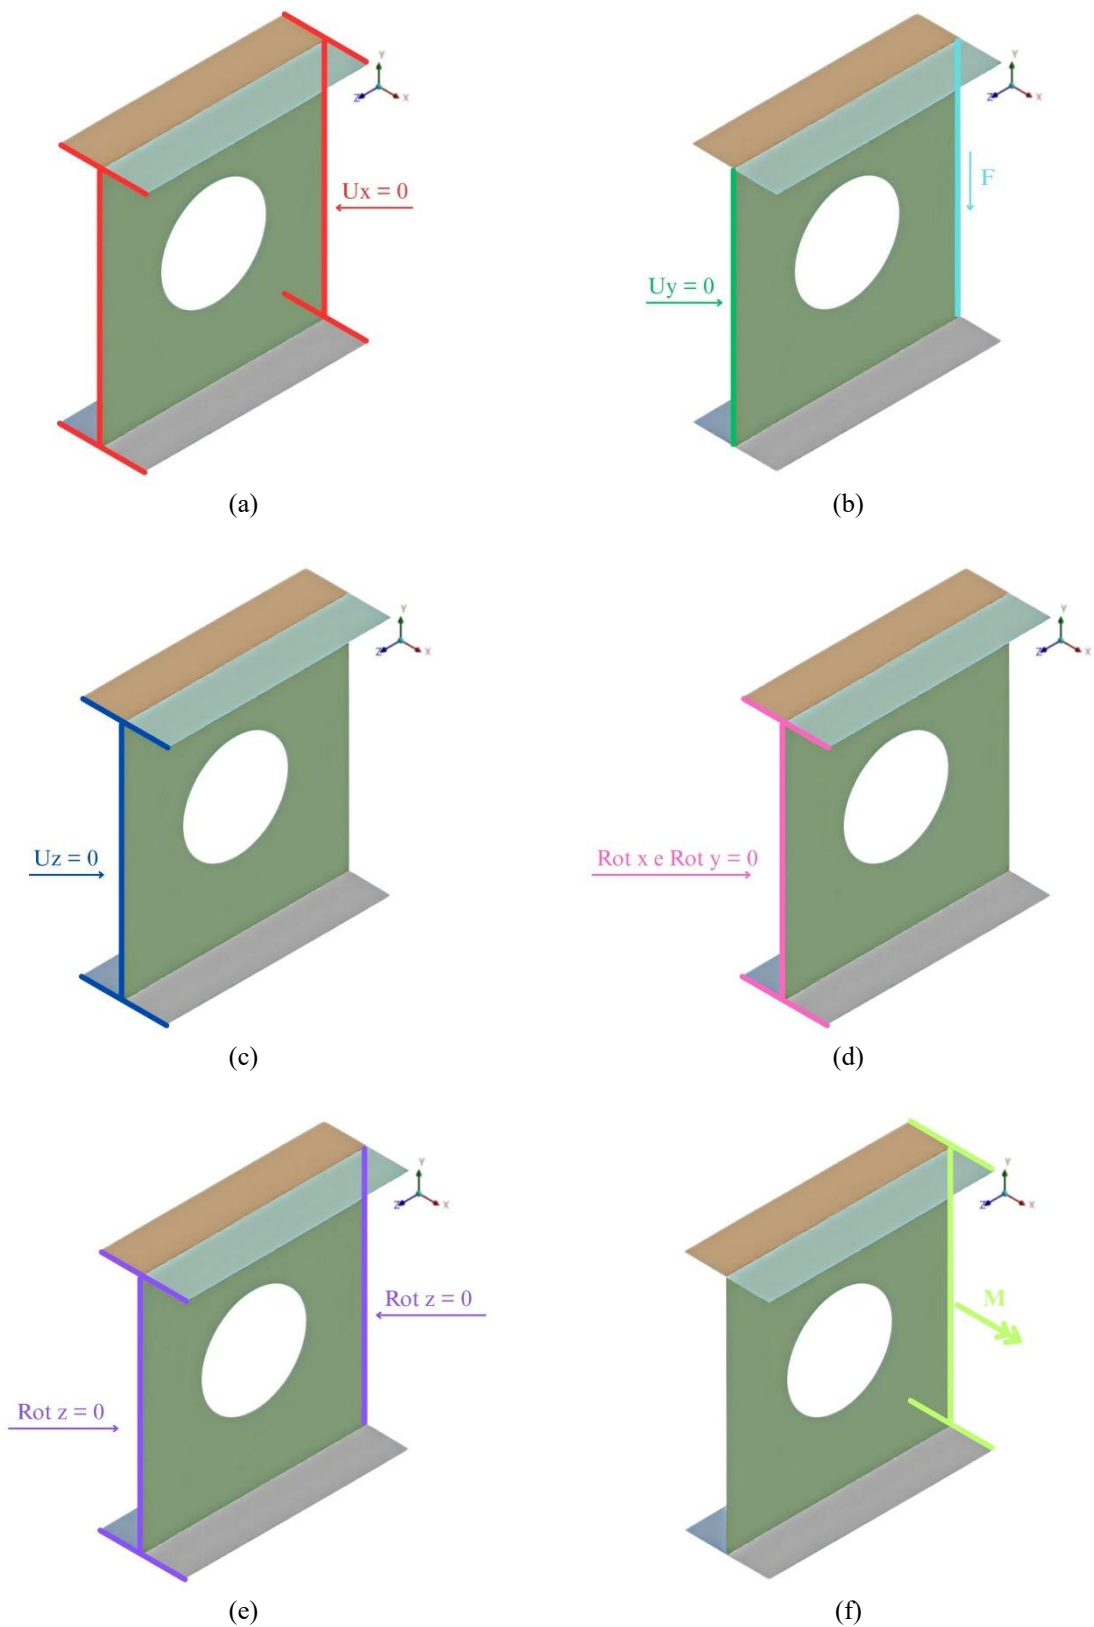 Y
Z X
Ux = 0
(a)
Y
Z X
F
Uy = 0
(b)
Y
Z X
Uz = 0
(c)
Y
Z X
Rot x e Rot y = 0
(d)
Y
Z X
Rot z = 0
Rot z = 0
(e)
Y
Z X
M
(f)